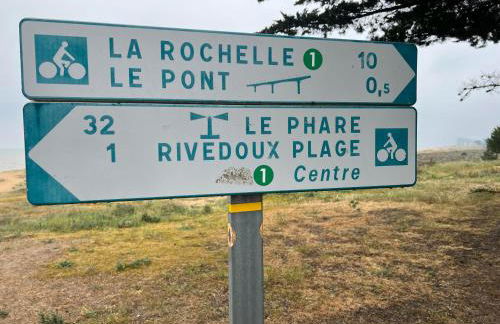 LA ROCHELLE 1 10
LE PONT 0,5
32 LE PHARE
1 RIVEDOUX PLAGE
1 Centre